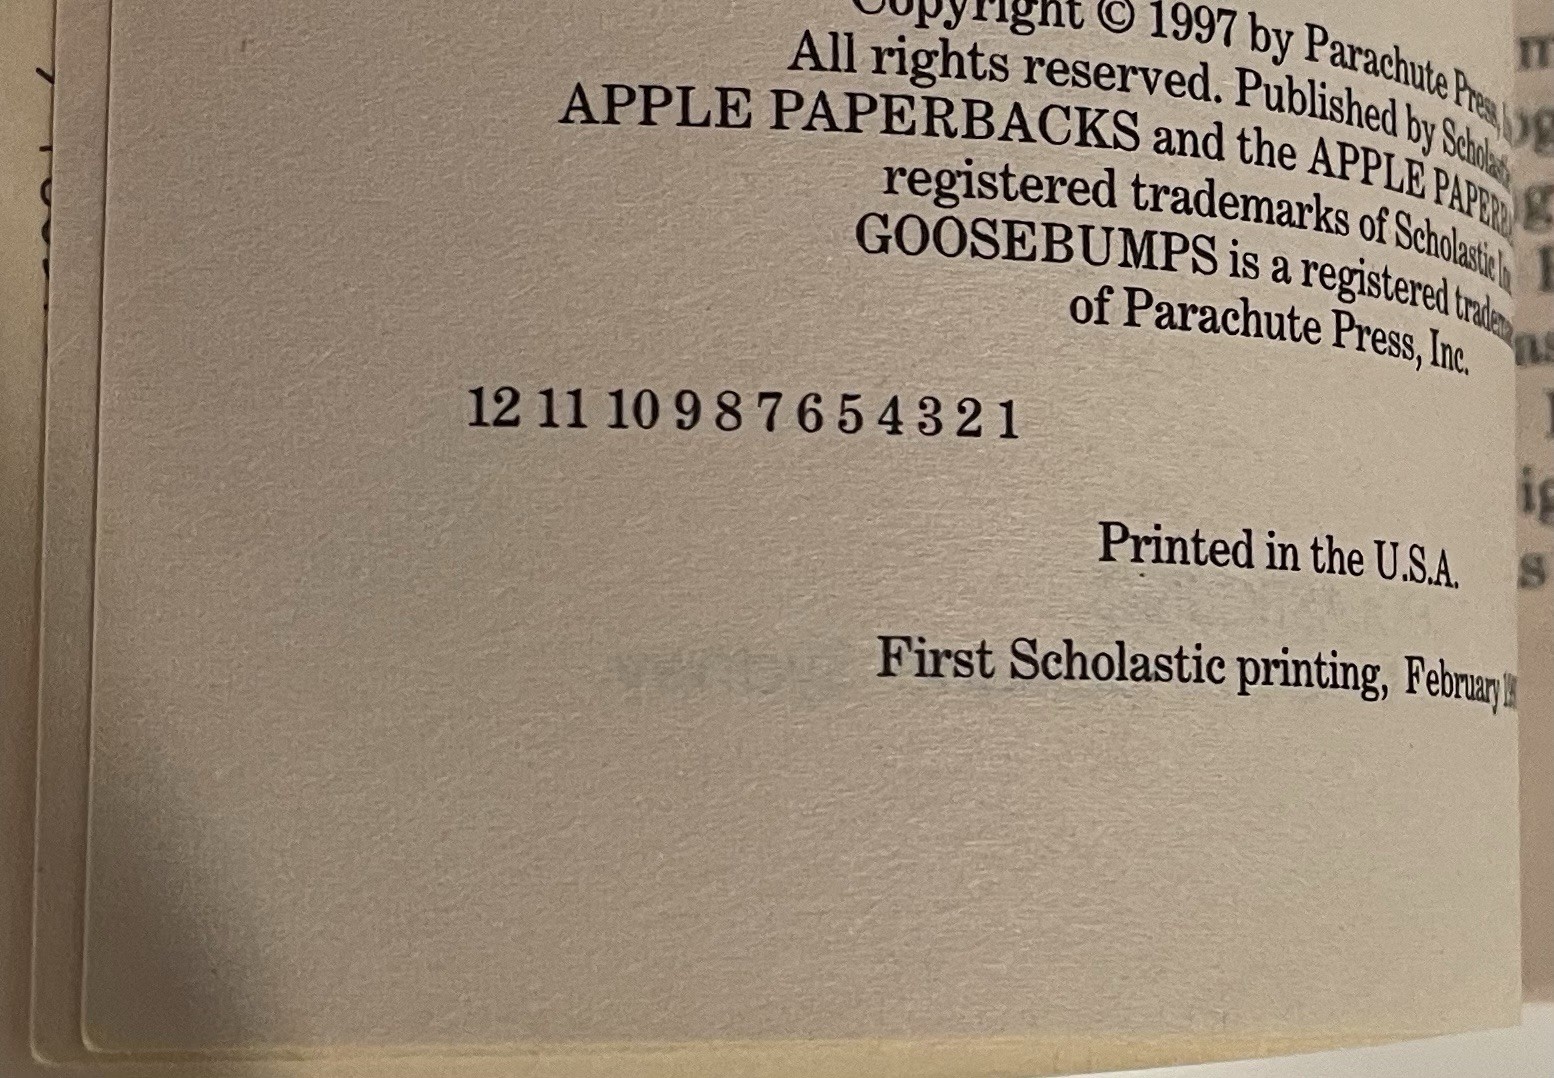 Copyright © 1997 by Parachute Press,
All rights reserved. Published by Scholastic
APPLE PAPERBACKS and the APPLE
registered trademarks of Scholastic
GOOSEBUMPS is a registered
of Parachute Press, Inc.
12 11 10 9 8 7 6 5 4 3 2 1
Printed in the U.S.A.
First Scholastic printing, February